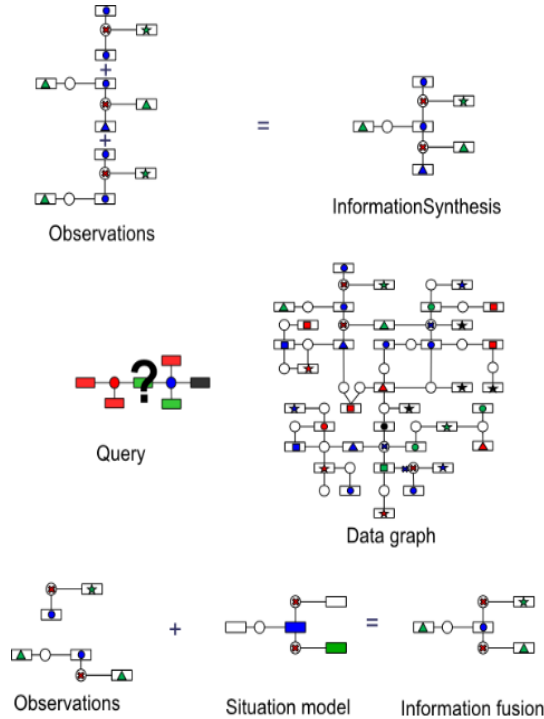 +
+
=
Observations
InformationSynthesis
?
Query
Data graph
+
=
Observations
Situation model
Information fusion